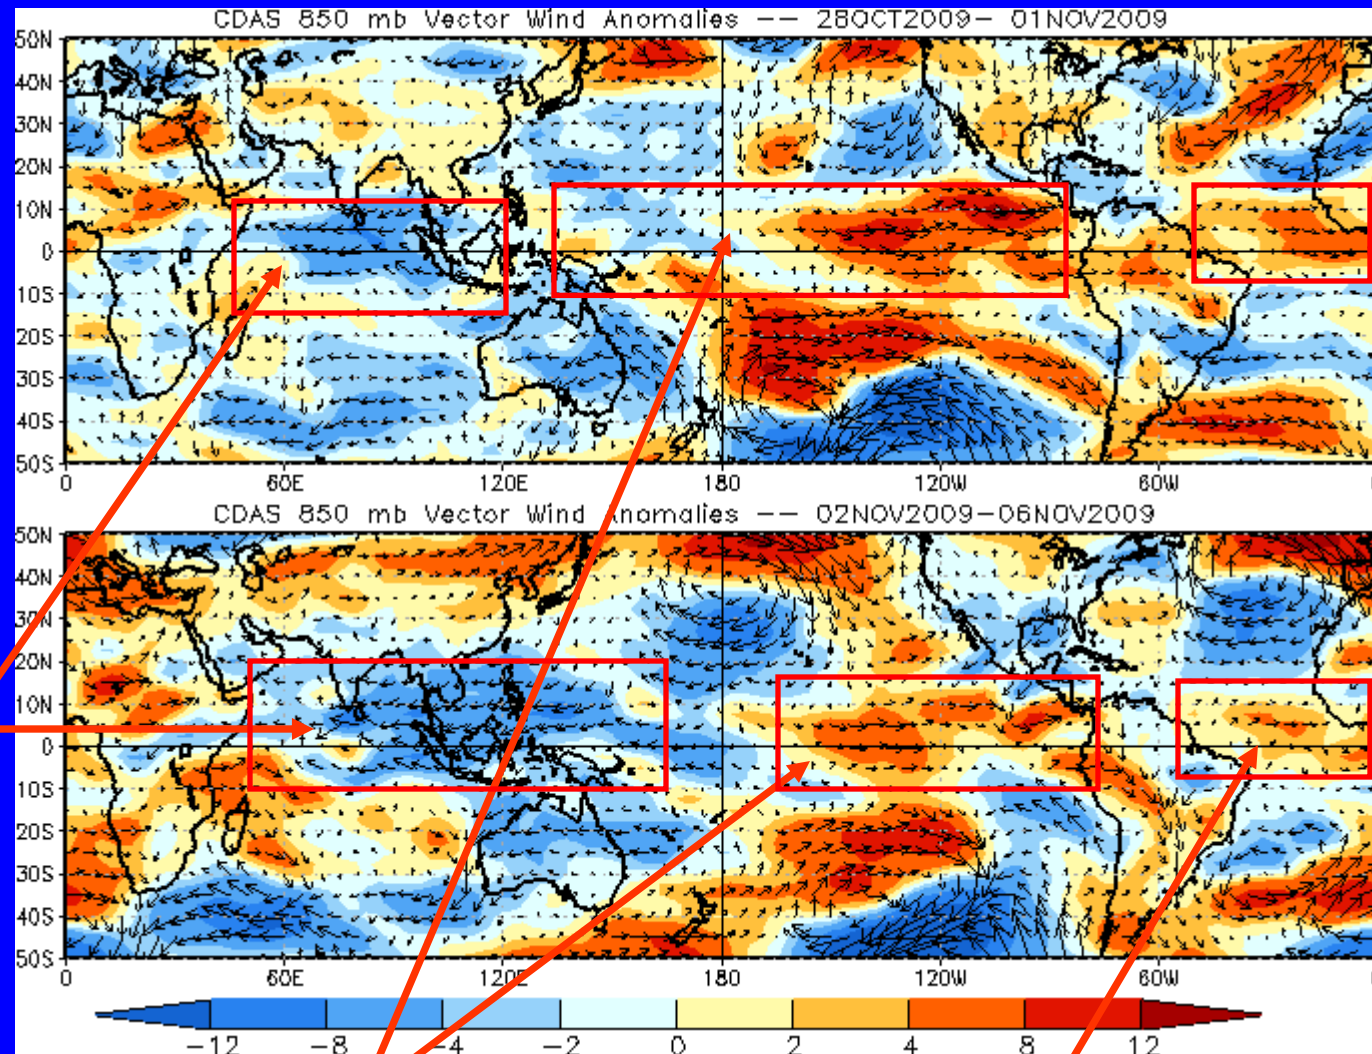 CDAS 850 mb Vector Wind Anomalies -- 28OCT2009- 01NOV2009
50N
40N
30N
20N
10N
0
10S
20S
30S
40S
50S
0 60E 120E 180 120W 60W
CDAS 850 mb Vector Wind Anomalies -- 02NOV2009-06NOV2009
50N
40N
30N
20N
10N
0
10S
20S
30S
40S
50S
0 60E 120E 180 120W 60W
-12 -8 -4 -2 0 2 4 8 12